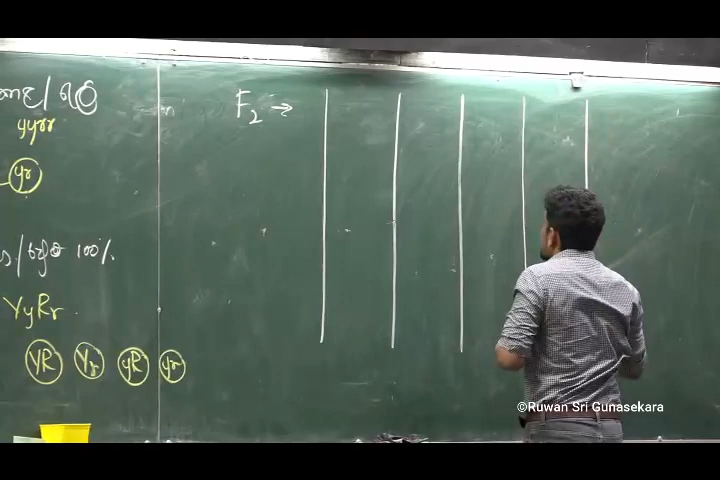 yyrr
yr
100%
YyRr
YR Yr yR yr
F₂ →
©Ruwan Sri Gunasekara